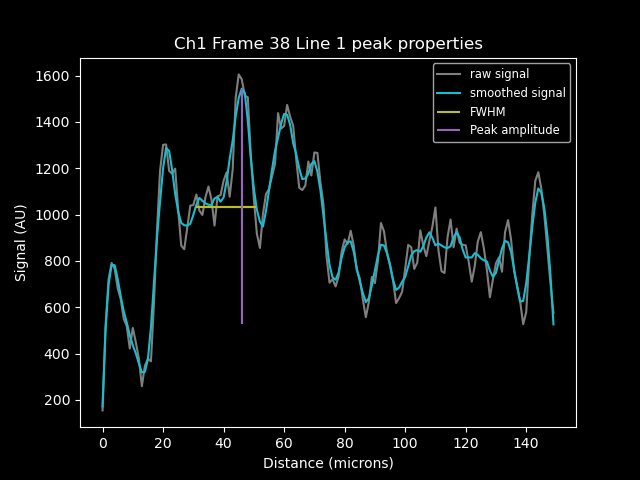 Ch1 Frame 38 Line 1 peak properties
raw signal
smoothed signal
FWHM
Peak amplitude
Signal (AU)
1600
1400
1200
1000
800
600
400
200
0 20 40 60 80 100 120 140
Distance (microns)